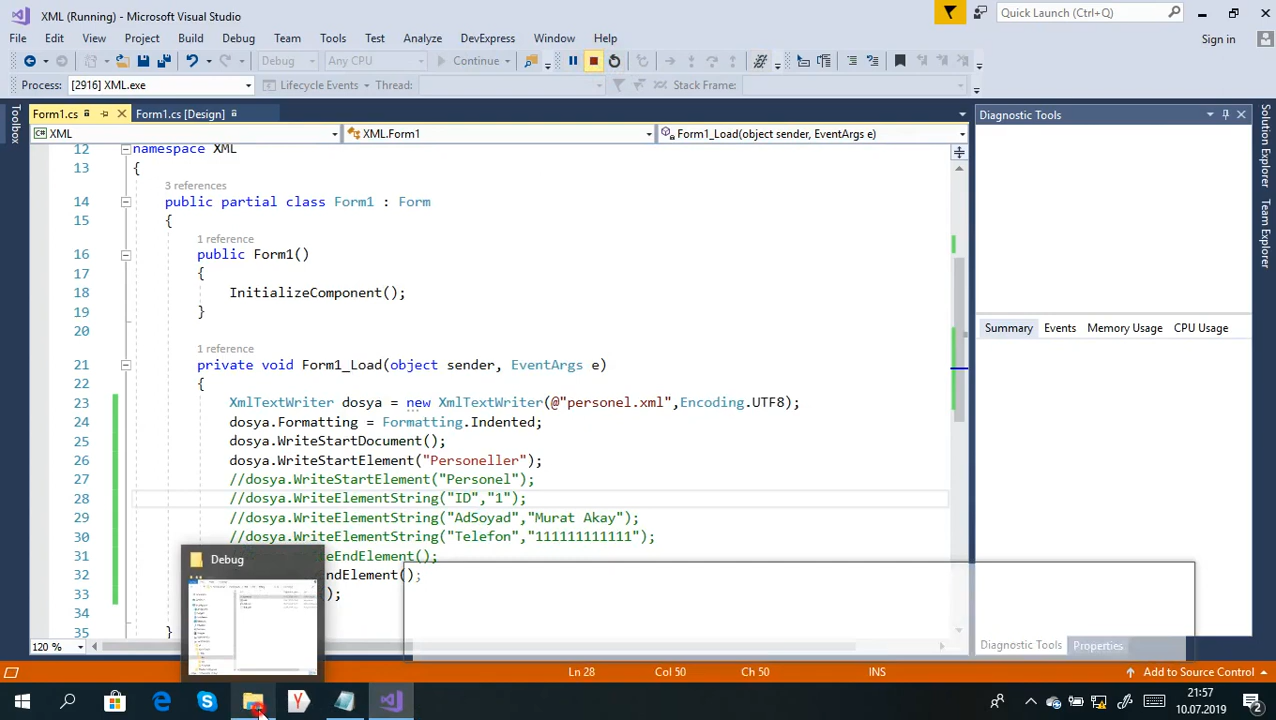 XML (Running) - Microsoft Visual Studio
Quick Launch (Ctrl+Q)
File Edit View Project Build Debug Team Tools Test Analyze DevExpress Window Help
Sign in
Debug Any CPU Continue
Process: [2916] XML.exe Lifecycle Events Thread: Stack Frame:
Toolbox
Form1.cs Form1.cs [Design]
XML XML.Form1 Form1_Load(object sender, EventArgs e)
12 namespace XML
13 {
3 references
14 public partial class Form1 : Form
15 {
1 reference
16 public Form1()
17 {
18 InitializeComponent();
19 }
20
1 reference
21 private void Form1_Load(object sender, EventArgs e)
22 {
23 XmlTextWriter dosya = new XmlTextWriter(@"personel.xml",Encoding.UTF8);
24 dosya.Formatting = Formatting.Indented;
25 dosya.WriteStartDocument();
26 dosya.WriteStartElement("Personeller");
27 //dosya.WriteStartElement("Personel");
28 //dosya.WriteElementString("ID","1");
29 //dosya.WriteElementString("AdSoyad","Murat Akay");
30 //dosya.WriteElementString("Telefon","111111111111");
31 iteEndElement();
32 endElement();
33 );
34
35 }
Debug
120 %
Diagnostic Tools
Summary Events Memory Usage CPU Usage
Diagnostic Tools Properties
Solution Explorer
Team Explorer
Ln 28 Col 50 Ch 50 INS Add to Source Control
21:57
10.07.2019
2